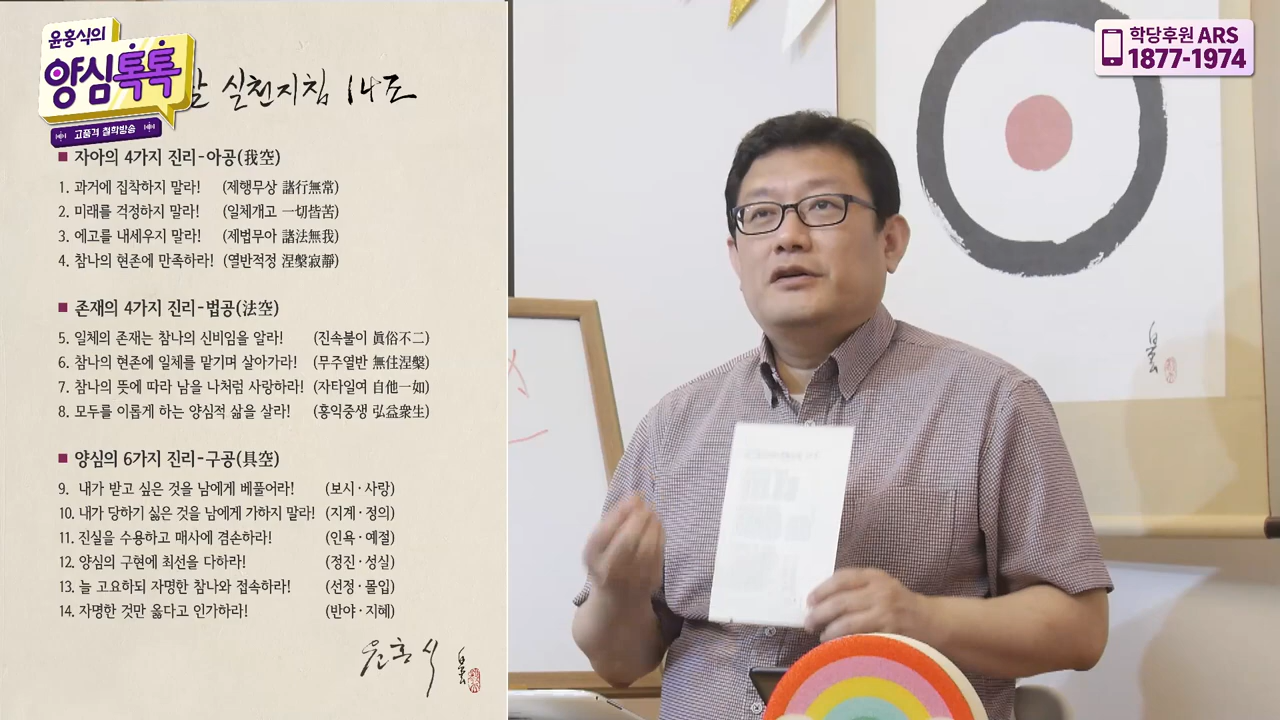 윤홍식의
양심톡톡
고품격 철학방송
실천지침 14조
■ 자아의 4가지 진리-아공(我空)
1. 과거에 집착하지 말라! (제행무상 諸行無常)
2. 미래를 걱정하지 말라! (일체개고 一切皆苦)
3. 에고를 내세우지 말라! (제법무아 諸法無我)
4. 참나의 현존에 만족하라! (열반적정 涅槃寂靜)
■ 존재의 4가지 진리-법공(法空)
5. 일체의 존재는 참나의 신비임을 알라! (진속불이 眞俗不二)
6. 참나의 현존에 일체를 맡기며 살아가라! (무주열반 無住涅槃)
7. 참나의 뜻에 따라 남을 나처럼 사랑하라! (자타일여 自他一如)
8. 모두를 이롭게 하는 양심적 삶을 살라! (홍익중생 弘益衆生)
■ 양심의 6가지 진리-구공(具空)
9. 내가 받고 싶은 것을 남에게 베풀어라! (보시·사랑)
10. 내가 당하기 싫은 것을 남에게 가하지 말라! (지계·정의)
11. 진실을 수용하고 매사에 겸손하라! (인욕·예절)
12. 양심의 구현에 최선을 다하라! (정진·성실)
13. 늘 고요하되 자명한 참나와 접속하라! (선정·몰입)
14. 자명한 것만 옳다고 인가하라! (반야·지혜)
윤홍식
학당후원 ARS
1877-1974